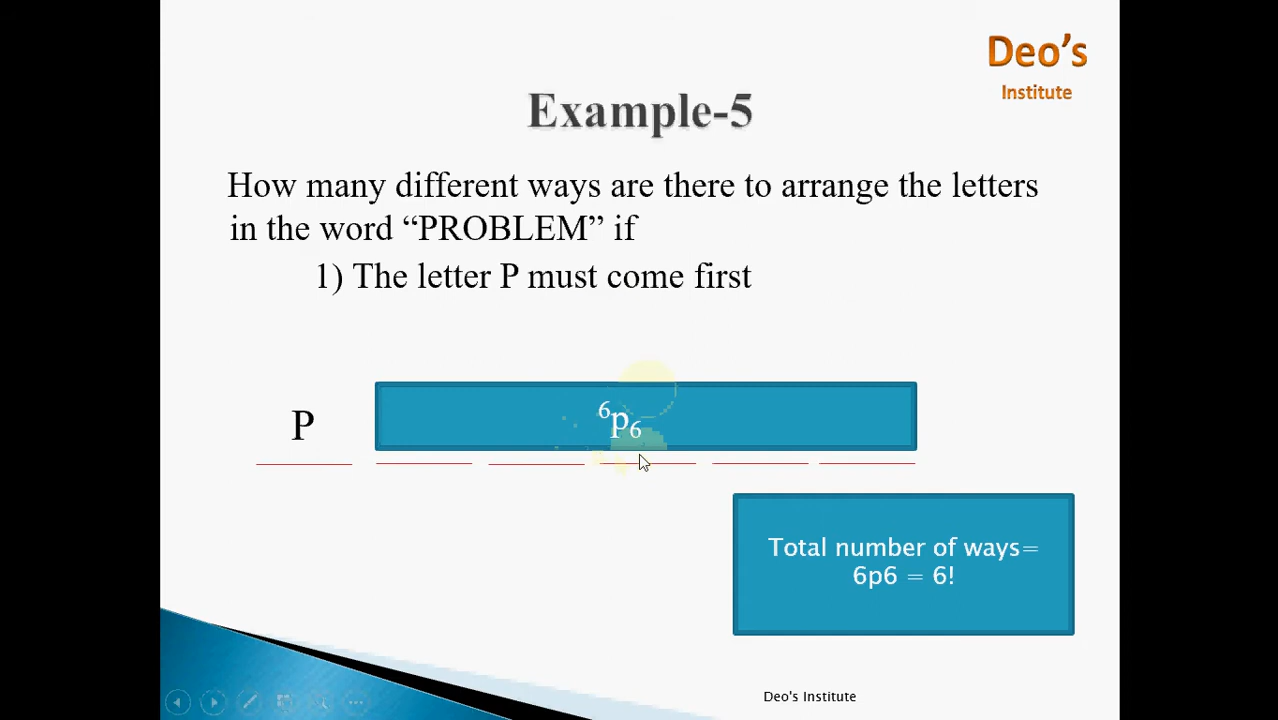 Deo's
Institute
Example-5
How many different ways are there to arrange the letters
in the word “PROBLEM” if
1) The letter P must come first
P
⁶p₆
Total number of ways=
6p6 = 6!
Deo's Institute